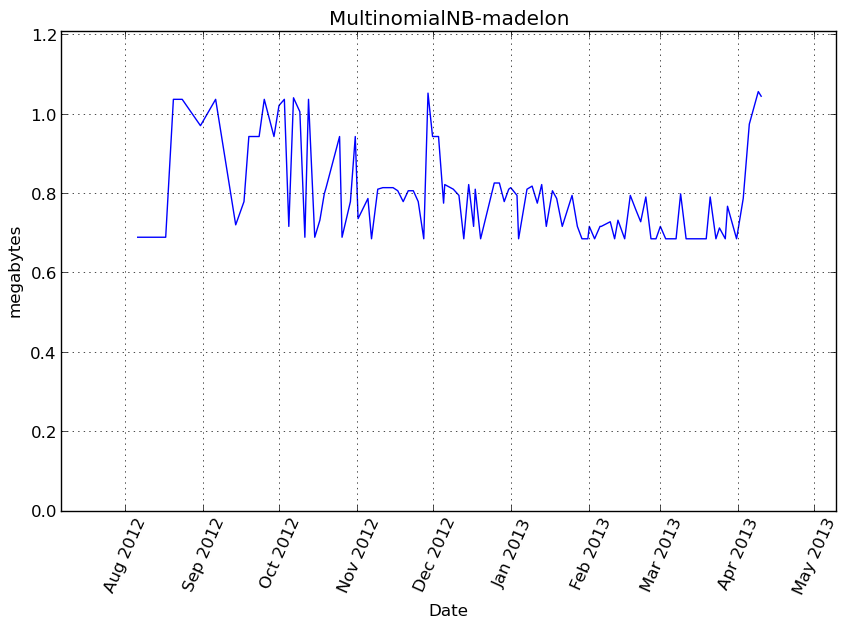 MultinomialNB-madelon
1.2
1.0
0.8
0.6
0.4
0.2
0.0
megabytes
Aug 2012
Sep 2012
Oct 2012
Nov 2012
Dec 2012
Jan 2013
Feb 2013
Mar 2013
Apr 2013
May 2013
Date